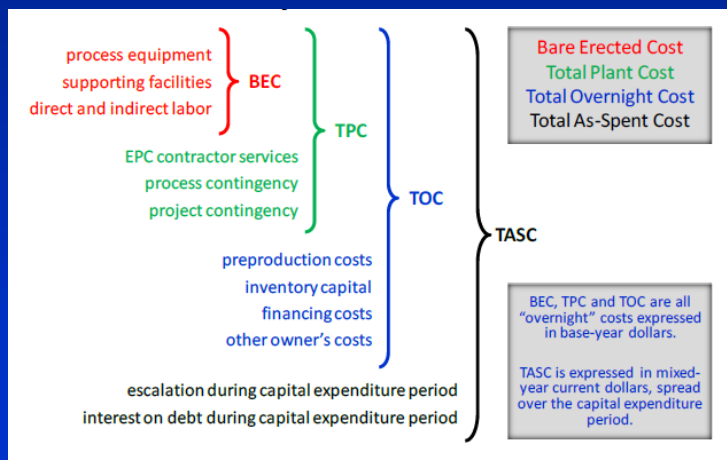 process equipment
supporting facilities
direct and indirect labor
BEC
EPC contractor services
process contingency
project contingency
TPC
preproduction costs
inventory capital
financing costs
other owner's costs
TOC
escalation during capital expenditure period
interest on debt during capital expenditure period
TASC
Bare Erected Cost
Total Plant Cost
Total Overnight Cost
Total As-Spent Cost
BEC, TPC and TOC are all
“overnight” costs expressed
in base-year dollars.
TASC is expressed in mixed-
year current dollars, spread
over the capital expenditure
period.